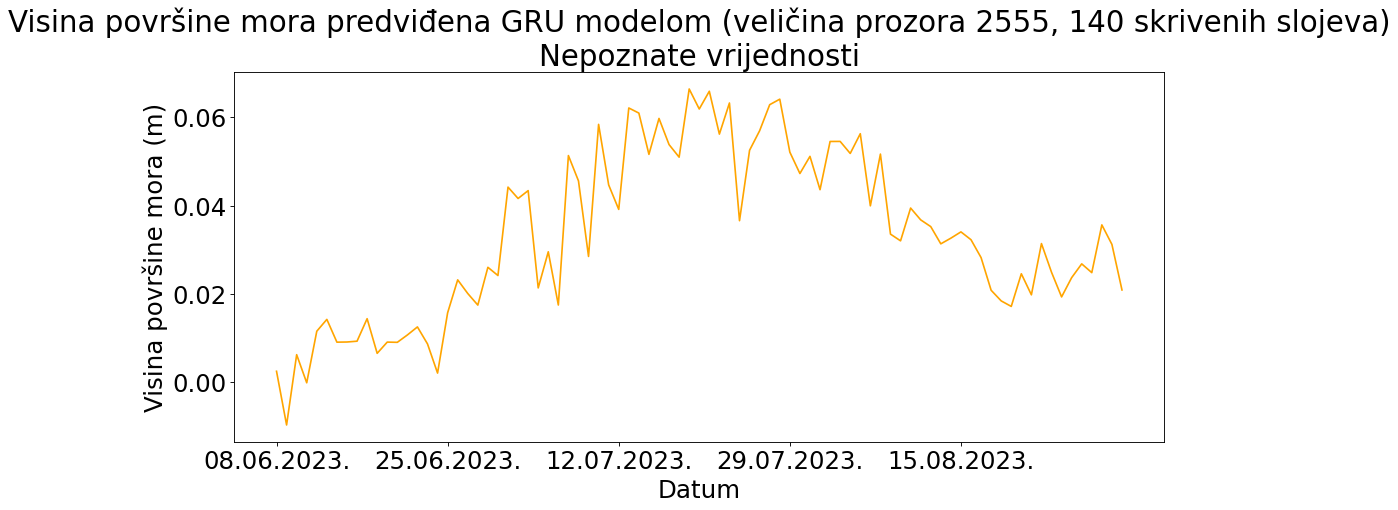 Visina površine mora predviđena GRU modelom (veličina prozora 2555, 140 skrivenih slojeva)
Nepoznate vrijednosti
Visina površine mora (m)
0.06
0.04
0.02
0.00
08.06.2023. 25.06.2023. 12.07.2023. 29.07.2023. 15.08.2023.
Datum